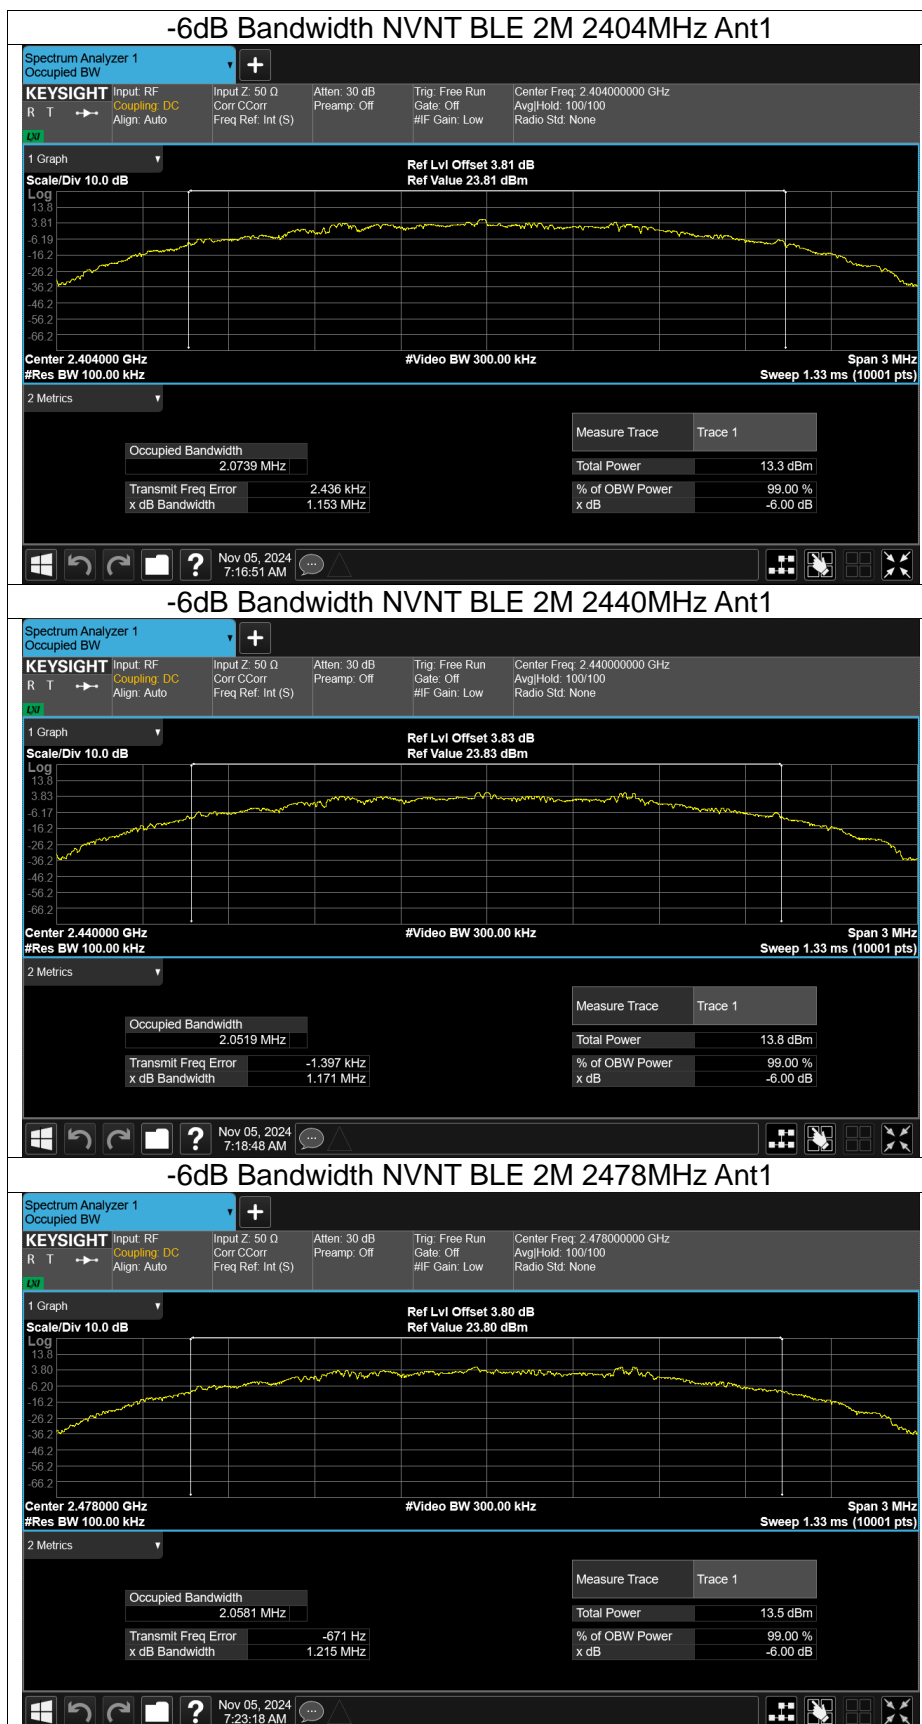 -6dB Bandwidth NVNT BLE 2M 2404MHz Ant1
Spectrum Analyzer 1
Occupied BW
KEYSIGHT Input: RF Input Z: 50 Ω Atten: 30 dB Trig: Free Run Center Freq: 2.404000000 GHz
R T Coupling: DC Corr CCorr Preamp: Off Gate: Off Avg|Hold: 100/100
Align: Auto Freq Ref: Int (S) #IF Gain: Low Radio Std: None
LXI
1 Graph
Ref Lvl Offset 3.81 dB
Scale/Div 10.0 dB Ref Value 23.81 dBm
Log
13.8
3.81
-6.19
-16.2
-26.2
-36.2
-46.2
-56.2
-66.2
Center 2.404000 GHz #Video BW 300.00 kHz Span 3 MHz
#Res BW 100.00 kHz Sweep 1.33 ms (10001 pts)
2 Metrics
Measure Trace Trace 1
Occupied Bandwidth
2.0739 MHz Total Power 13.3 dBm
Transmit Freq Error 2.436 kHz % of OBW Power 99.00 %
x dB Bandwidth 1.153 MHz x dB -6.00 dB
Nov 05, 2024
7:16:51 AM
-6dB Bandwidth NVNT BLE 2M 2440MHz Ant1
Spectrum Analyzer 1
Occupied BW
KEYSIGHT Input: RF Input Z: 50 Ω Atten: 30 dB Trig: Free Run Center Freq: 2.440000000 GHz
R T Coupling: DC Corr CCorr Preamp: Off Gate: Off Avg|Hold: 100/100
Align: Auto Freq Ref: Int (S) #IF Gain: Low Radio Std: None
LXI
1 Graph
Ref Lvl Offset 3.83 dB
Scale/Div 10.0 dB Ref Value 23.83 dBm
Log
13.8
3.83
-6.17
-16.2
-26.2
-36.2
-46.2
-56.2
-66.2
Center 2.440000 GHz #Video BW 300.00 kHz Span 3 MHz
#Res BW 100.00 kHz Sweep 1.33 ms (10001 pts)
2 Metrics
Measure Trace Trace 1
Occupied Bandwidth
2.0519 MHz Total Power 13.8 dBm
Transmit Freq Error -1.397 kHz % of OBW Power 99.00 %
x dB Bandwidth 1.171 MHz x dB -6.00 dB
Nov 05, 2024
7:18:48 AM
-6dB Bandwidth NVNT BLE 2M 2478MHz Ant1
Spectrum Analyzer 1
Occupied BW
KEYSIGHT Input: RF Input Z: 50 Ω Atten: 30 dB Trig: Free Run Center Freq: 2.478000000 GHz
R T Coupling: DC Corr CCorr Preamp: Off Gate: Off Avg|Hold: 100/100
Align: Auto Freq Ref: Int (S) #IF Gain: Low Radio Std: None
LXI
1 Graph
Ref Lvl Offset 3.80 dB
Scale/Div 10.0 dB Ref Value 23.80 dBm
Log
13.8
3.80
-6.20
-16.2
-26.2
-36.2
-46.2
-56.2
-66.2
Center 2.478000 GHz #Video BW 300.00 kHz Span 3 MHz
#Res BW 100.00 kHz Sweep 1.33 ms (10001 pts)
2 Metrics
Measure Trace Trace 1
Occupied Bandwidth
2.0581 MHz Total Power 13.5 dBm
Transmit Freq Error -671 Hz % of OBW Power 99.00 %
x dB Bandwidth 1.215 MHz x dB -6.00 dB
Nov 05, 2024
7:23:18 AM